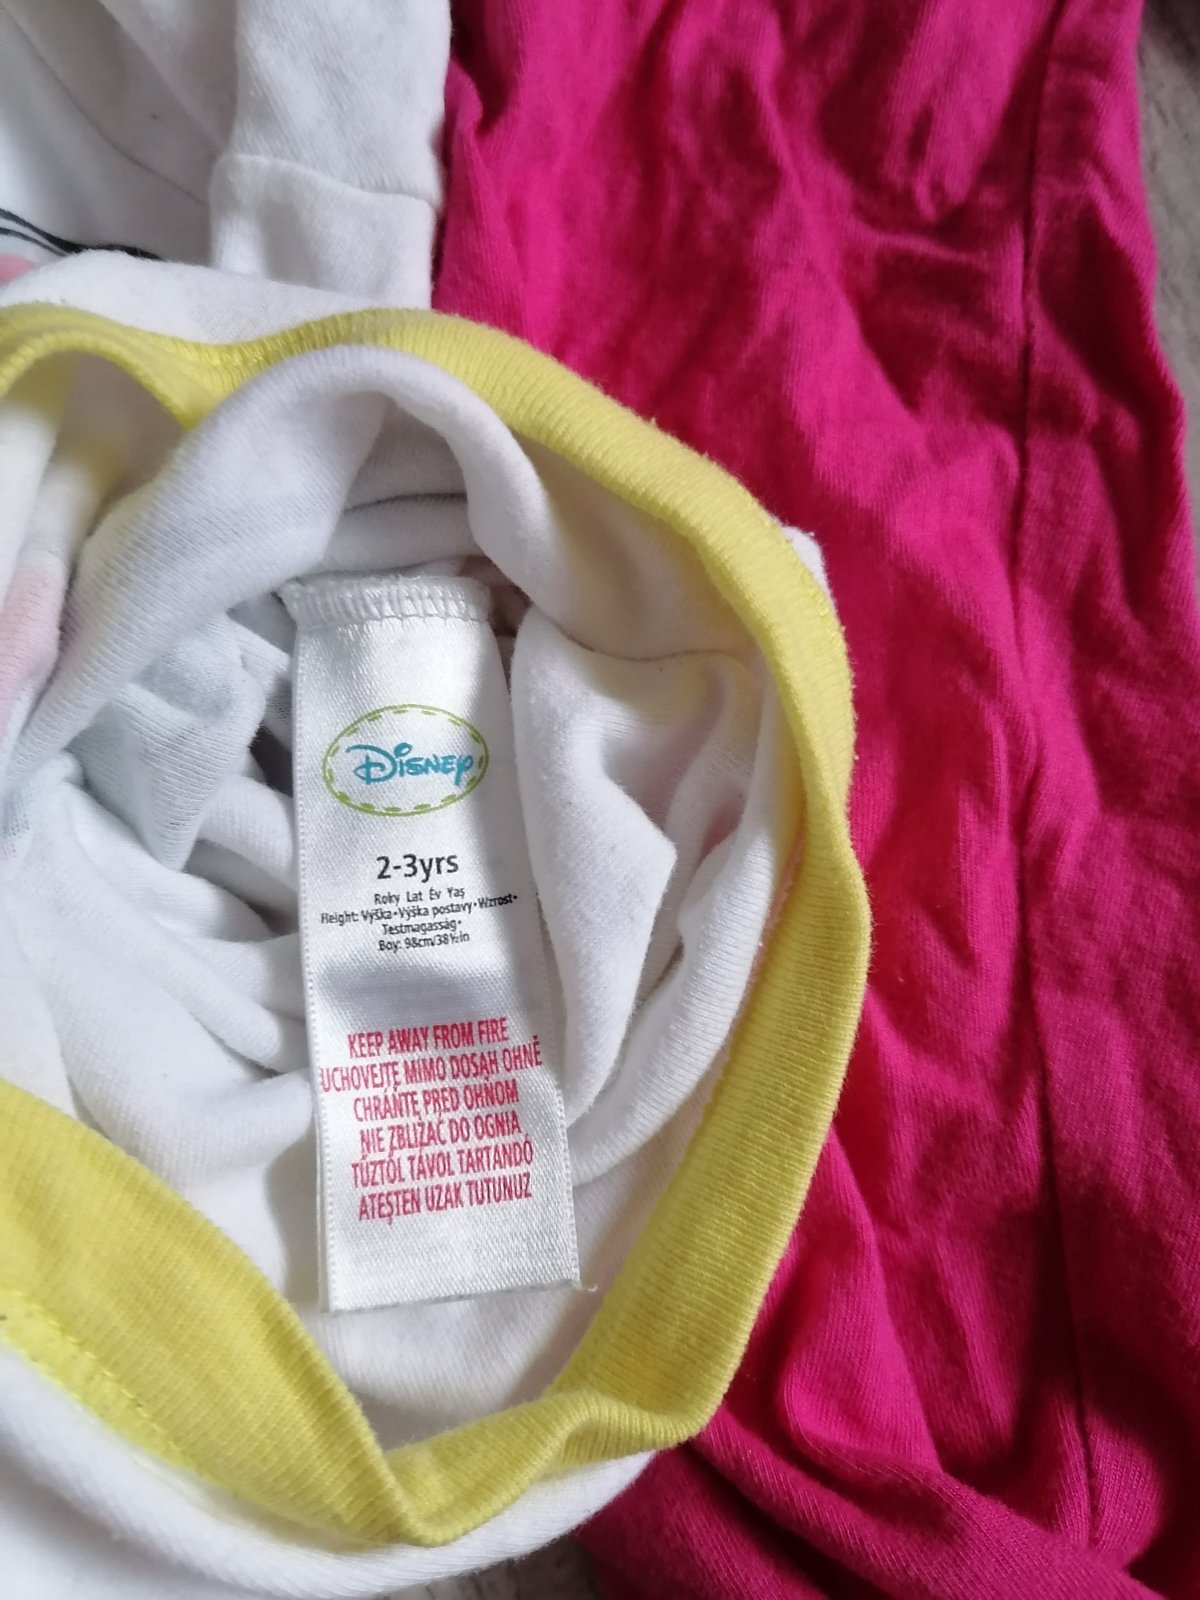 Disney
2-3yrs
Roky Lat Év Yaş
Height: Výška•Výška postavy•Wzrost•
Testmagasság•
Boy: 98cm/38½in
KEEP AWAY FROM FIRE
UCHOVEJTE MIMO DOSAH OHNĚ
CHRÁNTE PRED OHŇOM
NIE ZBLIŻAĆ DO OGNIA
TŰZTŐL TÁVOL TARTANDÓ
ATEŞTEN UZAK TUTUNUZ